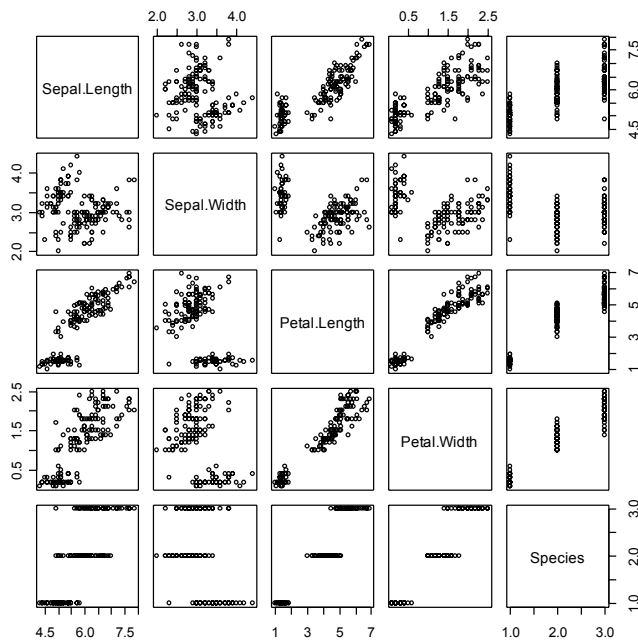 2.0 3.0 4.0 0.5 1.5 2.5
Sepal.Length
4.5 6.0 7.5
2.0 3.0 4.0
Sepal.Width
Petal.Length
1 3 5 7
0.5 1.5 2.5
Petal.Width
Species
1.0 2.0 3.0
4.5 6.0 7.5 1 3 5 7 1.0 2.0 3.0